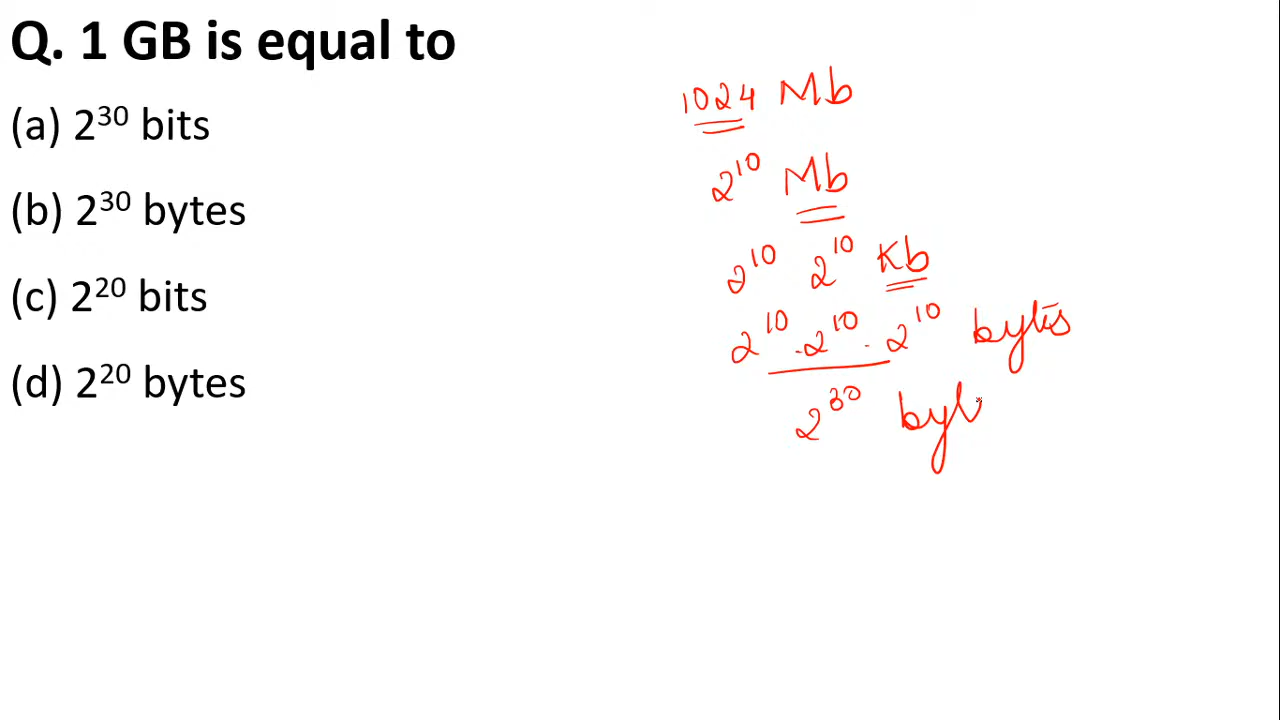 Q. 1 GB is equal to
(a) 2³⁰ bits
(b) 2³⁰ bytes
(c) 2²⁰ bits
(d) 2²⁰ bytes
1024 Mb
2¹⁰ Mb
2¹⁰ 2¹⁰ Kb
2¹⁰ . 2¹⁰ . 2¹⁰ bytes
2³⁰ byt